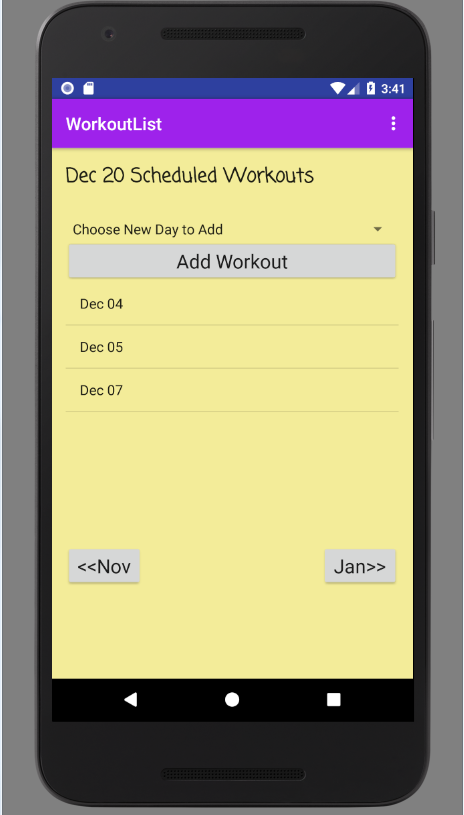 3:41
WorkoutList
Dec 20 Scheduled Workouts
Choose New Day to Add
Add Workout
Dec 04
Dec 05
Dec 07
<<Nov Jan>>